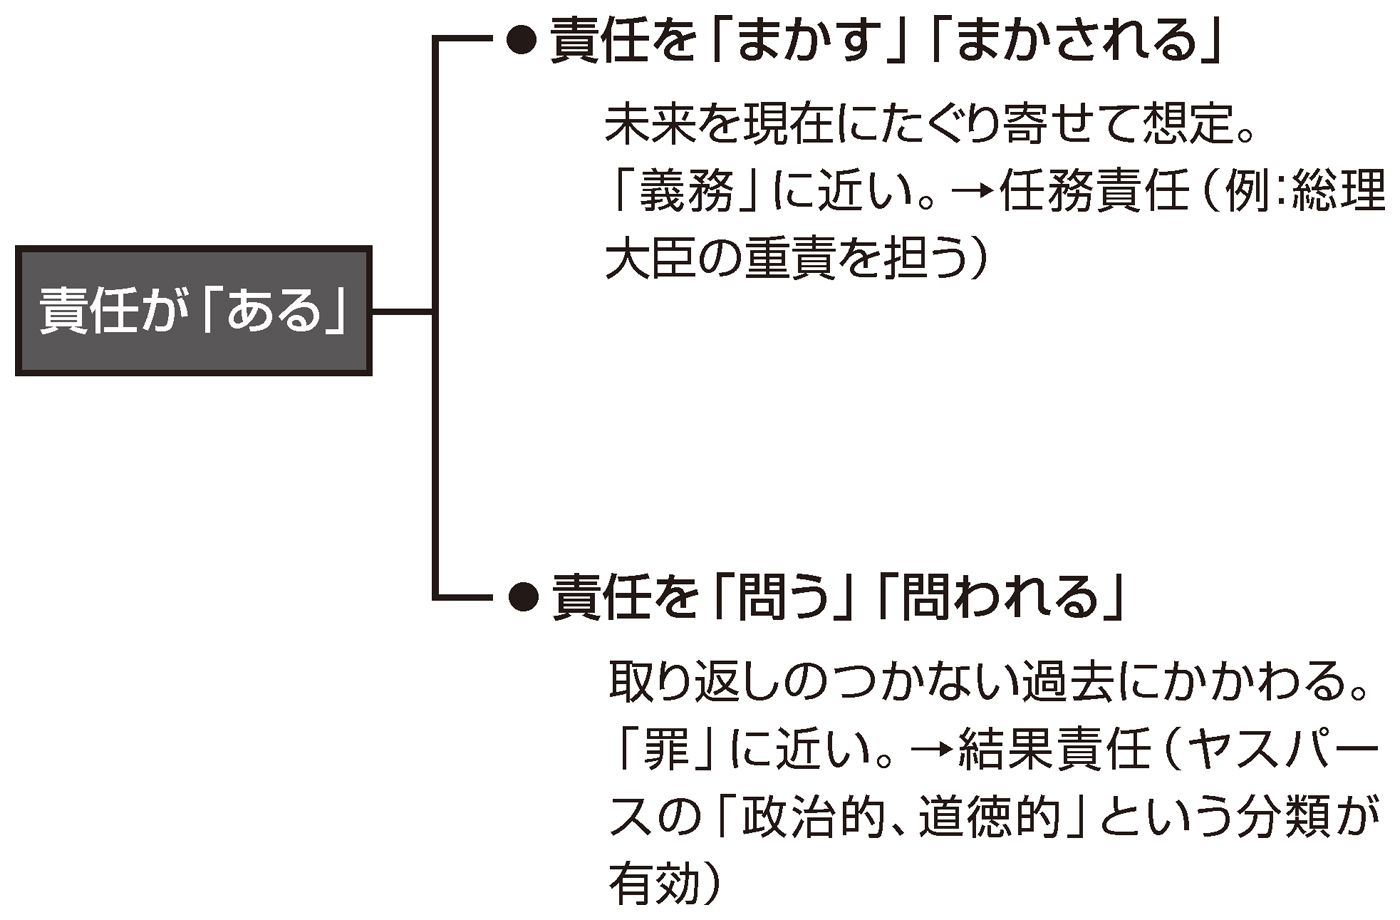 責任が「ある」
●責任を「まかす」「まかされる」
未来を現在にたぐり寄せて想定。
「義務」に近い。→任務責任（例：総理
大臣の重責を担う）
●責任を「問う」「問われる」
取り返しのつかない過去にかかわる。
「罪」に近い。→結果責任（ヤスパー
スの「政治的、道徳的」という分類が
有効）